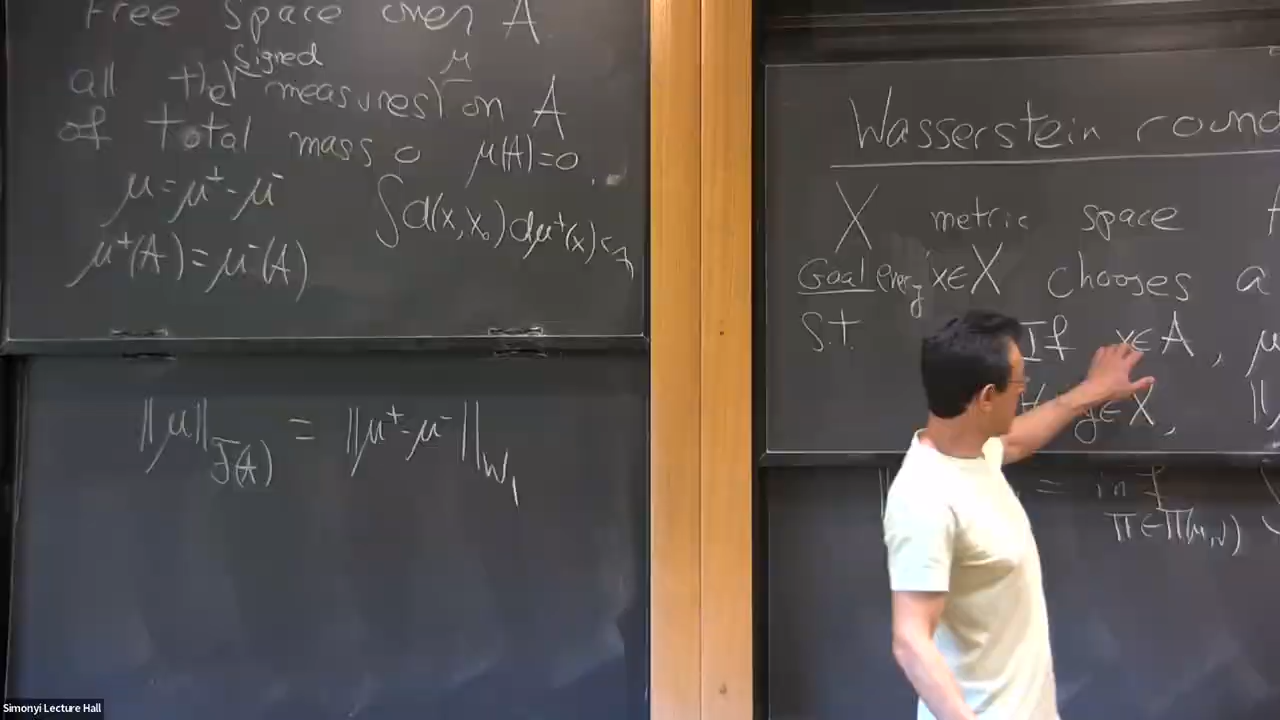 Free Space over A
signed
all the measures μ on A
of total mass 0 μ(A)=0
μ=μ⁺-μ⁻ ∫d(x,x₀)dμ⁺(x)<
μ⁺(A)=μ⁻(A)
||μ||_F(A) = ||μ⁺-μ⁻||_W₁
Wasserstein round
X metric space
Goal every x∈X chooses a
S.T. If x∈A, μ
y∈X, ||
= inf
π∈Π(μ,ν)
Simonyi Lecture Hall